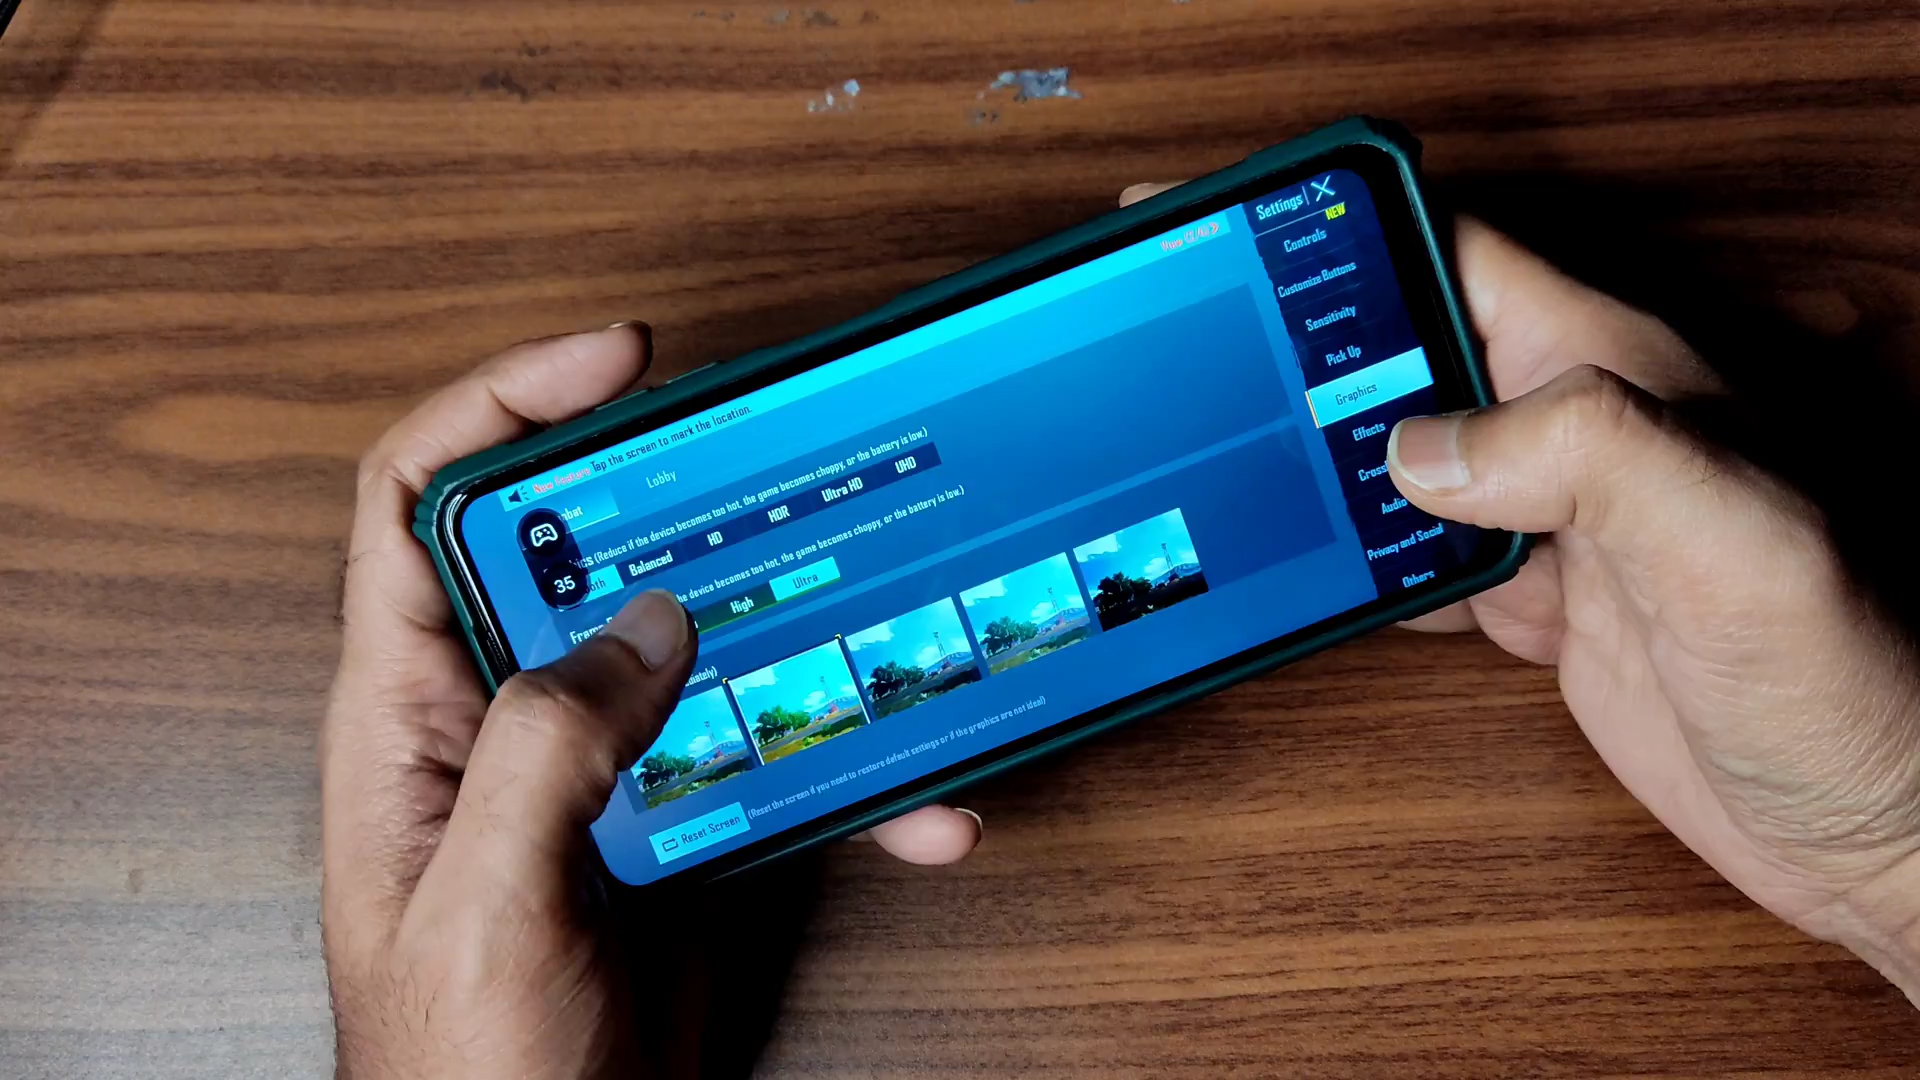 Settings
NEW
Controls
Customize Buttons
Sensitivity
Pick Up
Graphics
Effects
Audio
Privacy and Social
Others
New Feature Tap the screen to mark the location.
View
Lobby
(Reduce if the device becomes too hot, the game becomes choppy, or the battery is low.)
Balanced HD HDR Ultra HD UHD
device becomes too hot, the game becomes choppy, or the battery is low.)
High Ultra
35
Reset Screen (Reset the screen if you need to restore default settings or if the graphics are not ideal)